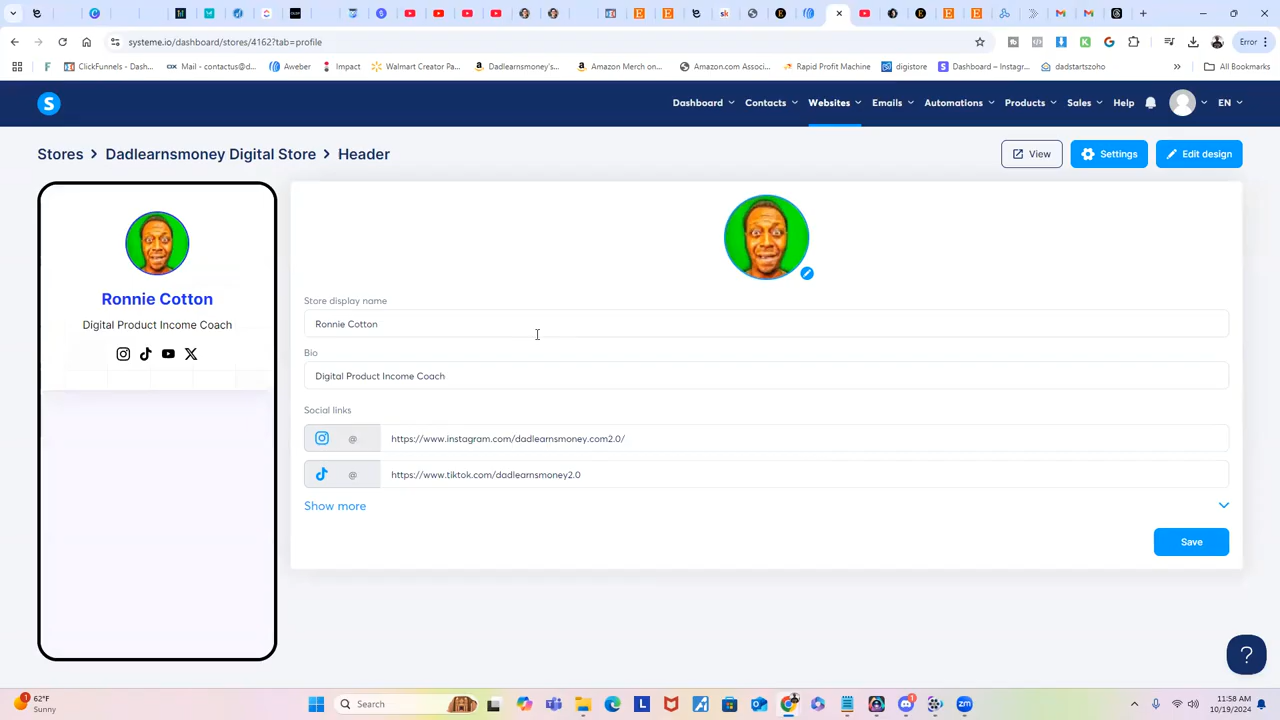 systeme.io/dashboard/stores/4162?tab=profile
Error
ClickFunnels - Dash...
Mail - contactus@d...
Aweber
Impact
Walmart Creator Pa...
Dadlearnsmoney's...
Amazon Merch on...
Amazon.com Associ...
Rapid Profit Machine
digistore
Dashboard – Instagr...
dadstartszoho
All Bookmarks
S
Dashboard
Contacts
Websites
Emails
Automations
Products
Sales
Help
EN
Stores > Dadlearnsmoney Digital Store > Header
View
Settings
Edit design
Ronnie Cotton
Digital Product Income Coach
Store display name
Ronnie Cotton
Bio
Digital Product Income Coach
Social links
@ https://www.instagram.com/dadlearnsmoney.com2.0/
@ https://www.tiktok.com/dadlearnsmoney2.0
Show more
Save
?
1
62°F
Sunny
Search
11:58 AM
10/19/2024